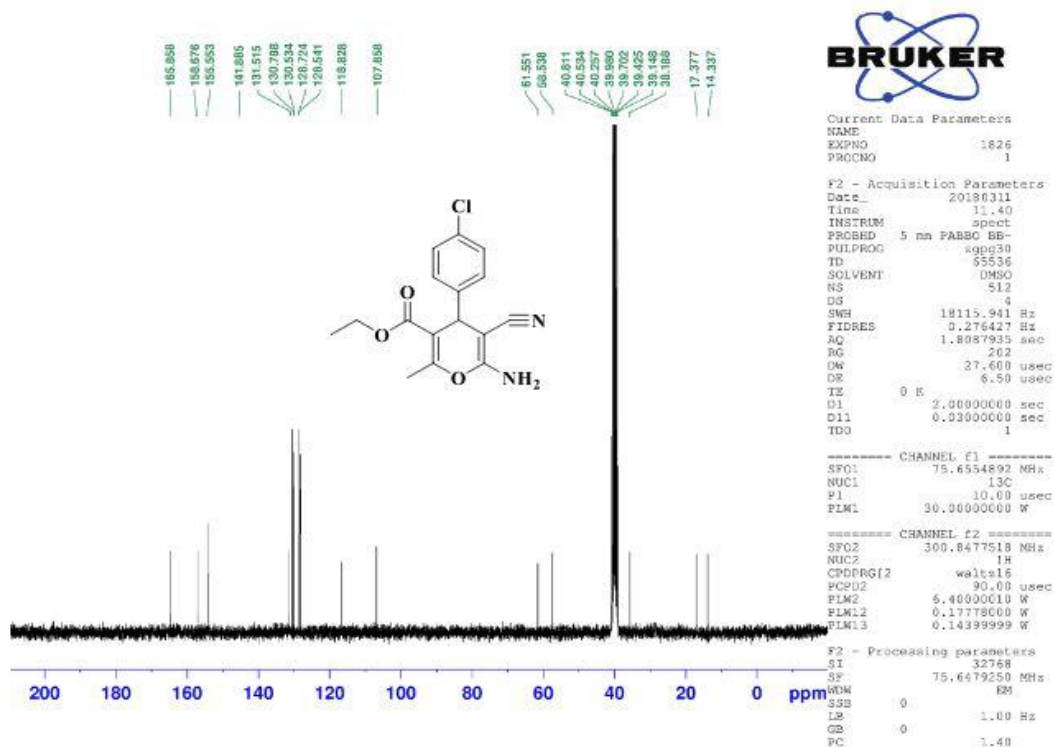 165.858
158.676
155.553
141.885
131.515
130.788
130.534
128.724
128.541
118.828
107.858
61.551
58.538
40.811
40.534
40.257
39.980
39.702
39.425
39.148
38.188
17.377
14.337
BRUKER
Current Data Parameters
NAME
EXPNO 1826
PROCNO 1
F2 - Acquisition Parameters
Date_ 20180311
Time 11.40
INSTRUM spect
PROBHD 5 mm PABBO BB-
PULPROG zgpg30
TD 65536
SOLVENT DMSO
NS 512
DS 4
SWH 18115.941 Hz
FIDRES 0.276427 Hz
AQ 1.8087935 sec
RG 202
DW 27.600 usec
DE 6.50 usec
TE 0 K
D1 2.00000000 sec
D11 0.03000000 sec
TD0 1
======== CHANNEL f1 ========
SFO1 75.6554892 MHz
NUC1 13C
P1 10.00 usec
PLW1 30.00000000 W
======== CHANNEL f2 ========
SFO2 300.8477518 MHz
NUC2 1H
CPDPRG[2 waltz16
PCPD2 90.00 usec
PLW2 6.40000010 W
PLW12 0.17778000 W
PLW13 0.14399999 W
F2 - Processing parameters
SI 32768
SF 75.6479250 MHz
WDW EM
SSB 0
LB 1.00 Hz
GB 0
PC 1.40
Cl
O
O
N
O
NH2
200 180 160 140 120 100 80 60 40 20 0 ppm